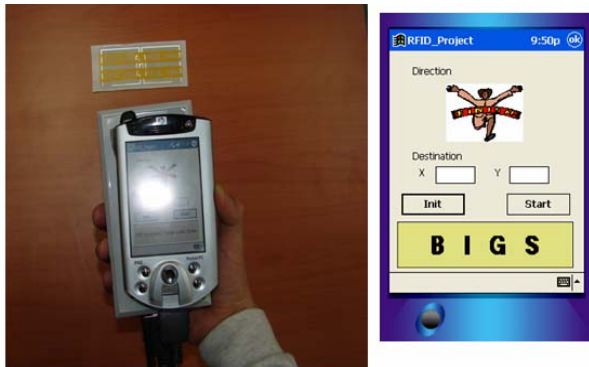 RFID_Project 9:50p ok
Direction
Destination
X Y
Init Start
B I G S